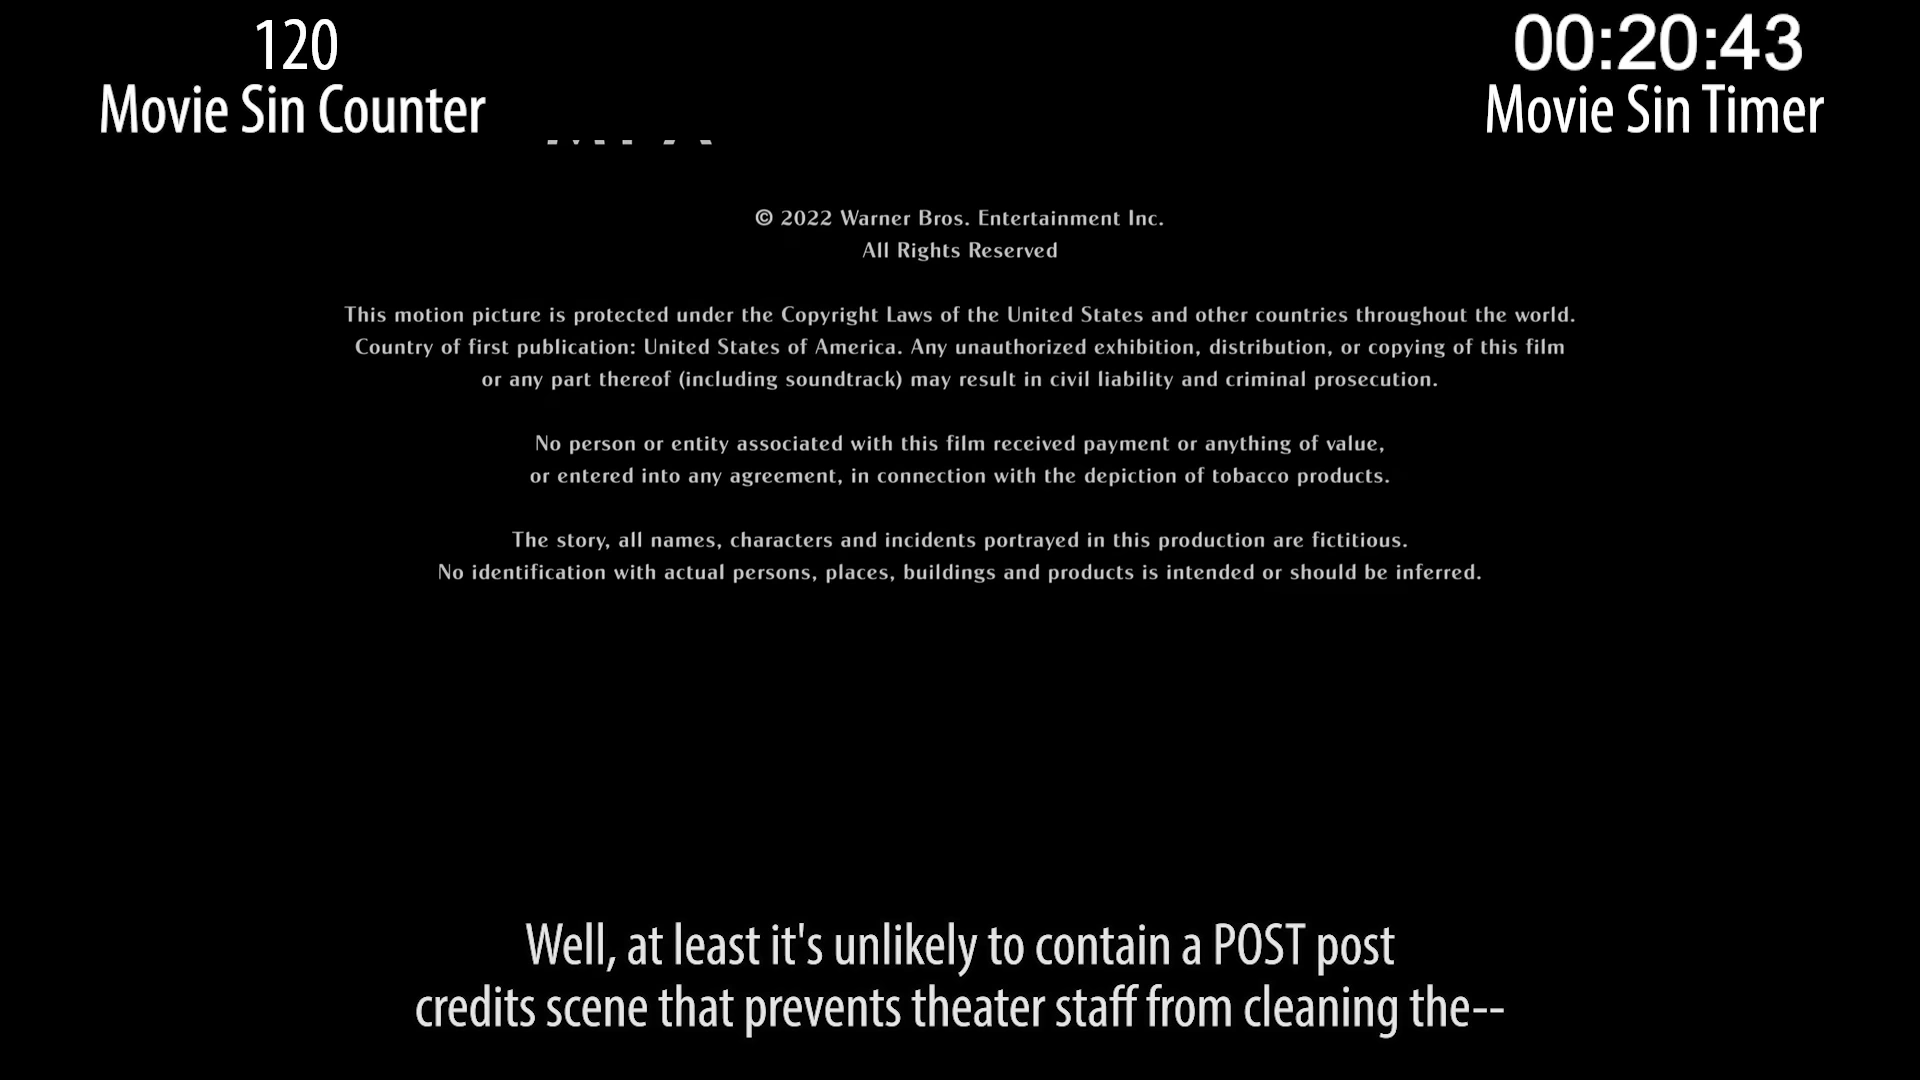 120
Movie Sin Counter
00:20:43
Movie Sin Timer
© 2022 Warner Bros. Entertainment Inc.
All Rights Reserved
This motion picture is protected under the Copyright Laws of the United States and other countries throughout the world.
Country of first publication: United States of America. Any unauthorized exhibition, distribution, or copying of this film
or any part thereof (including soundtrack) may result in civil liability and criminal prosecution.
No person or entity associated with this film received payment or anything of value,
or entered into any agreement, in connection with the depiction of tobacco products.
The story, all names, characters and incidents portrayed in this production are fictitious.
No identification with actual persons, places, buildings and products is intended or should be inferred.
Well, at least it's unlikely to contain a POST post
credits scene that prevents theater staff from cleaning the--